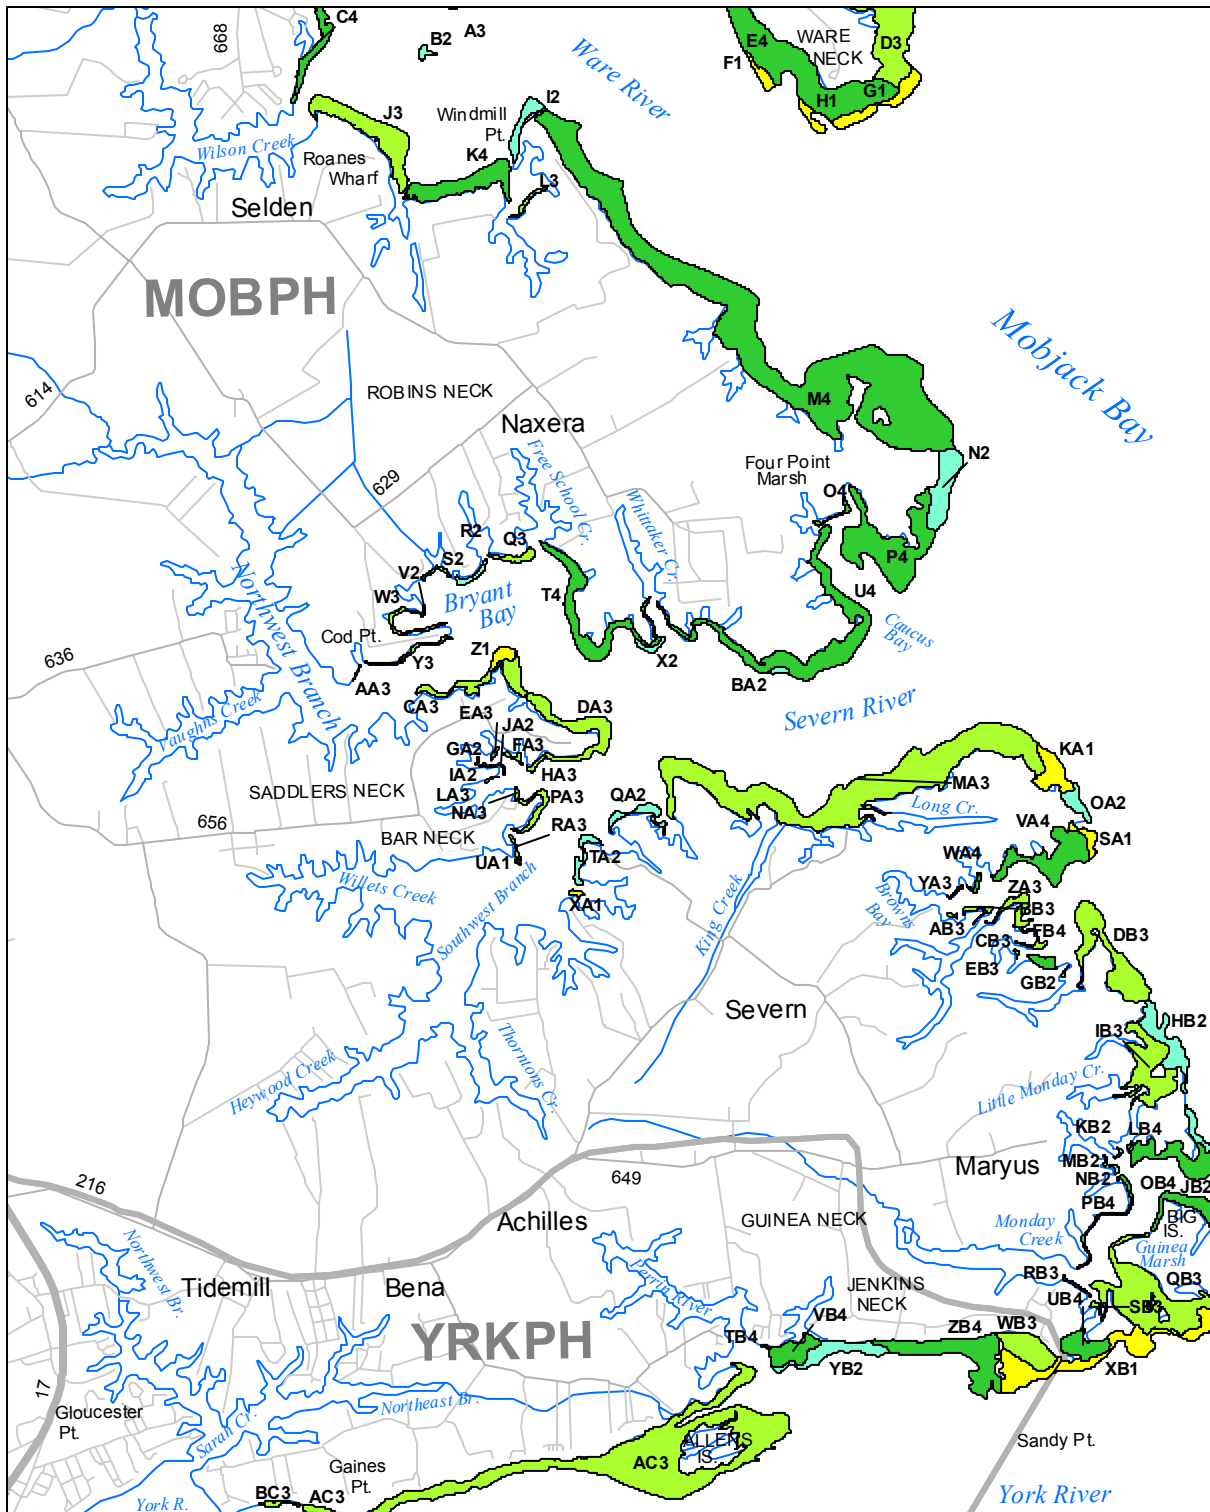 C4
668
A3
B2
Ware River
WARE
NECK
E4
D3
F1
G1
H1
J3
Windmill
Pt.
I2
Wilson Creek
Roanes
Wharf
K4
L3
Selden
MOBPH
Mobjack Bay
614
ROBINS NECK
M4
Naxera
Free School Cr.
Four Point
Marsh
N2
629
Whittaker Cr.
O4
R2
Q3
S2
V2
P4
W3
Bryant
Bay
T4
U4
Northwest Branch
Cod Pt.
Caucus
Bay
636
Z1
Y3
X2
AA3
BA2
CA3
EA3
DA3
Severn River
Vaughns Creek
JA2
GA2
FA3
KA1
IA2
HA3
MA3
SADDLERS NECK
LA3
PA3
QA2
OA2
NA3
Long Cr.
656
BAR NECK
RA3
VA4
SA1
UA1
TA2
WA4
Willets Creek
YA3
ZA3
XA1
Browns
Bay
BB3
AB3
FB4
Southwest Branch
King Creek
CB3
DB3
EB3
GB2
Severn
HB2
IB3
Thorntons Cr.
Heywood Creek
Little Monday Cr.
KB2
LB4
Maryus
MB2
649
NB2
OB4
JB2
216
PB4
Achilles
GUINEA NECK
BIG
IS.
Monday
Creek
Guinea
Marsh
Northwest Br.
Perrin River
RB3
QB3
Tidemill
Bena
JENKINS
NECK
UB4
SB3
VB4
YRKPH
TB4
ZB4
WB3
YB2
XB1
17
Northeast Br.
Gloucester
Pt.
Sarah Cr.
Sandy Pt.
ALLENS
IS.
Gaines
Pt.
AC3
BC3
AC3
York R.
York River